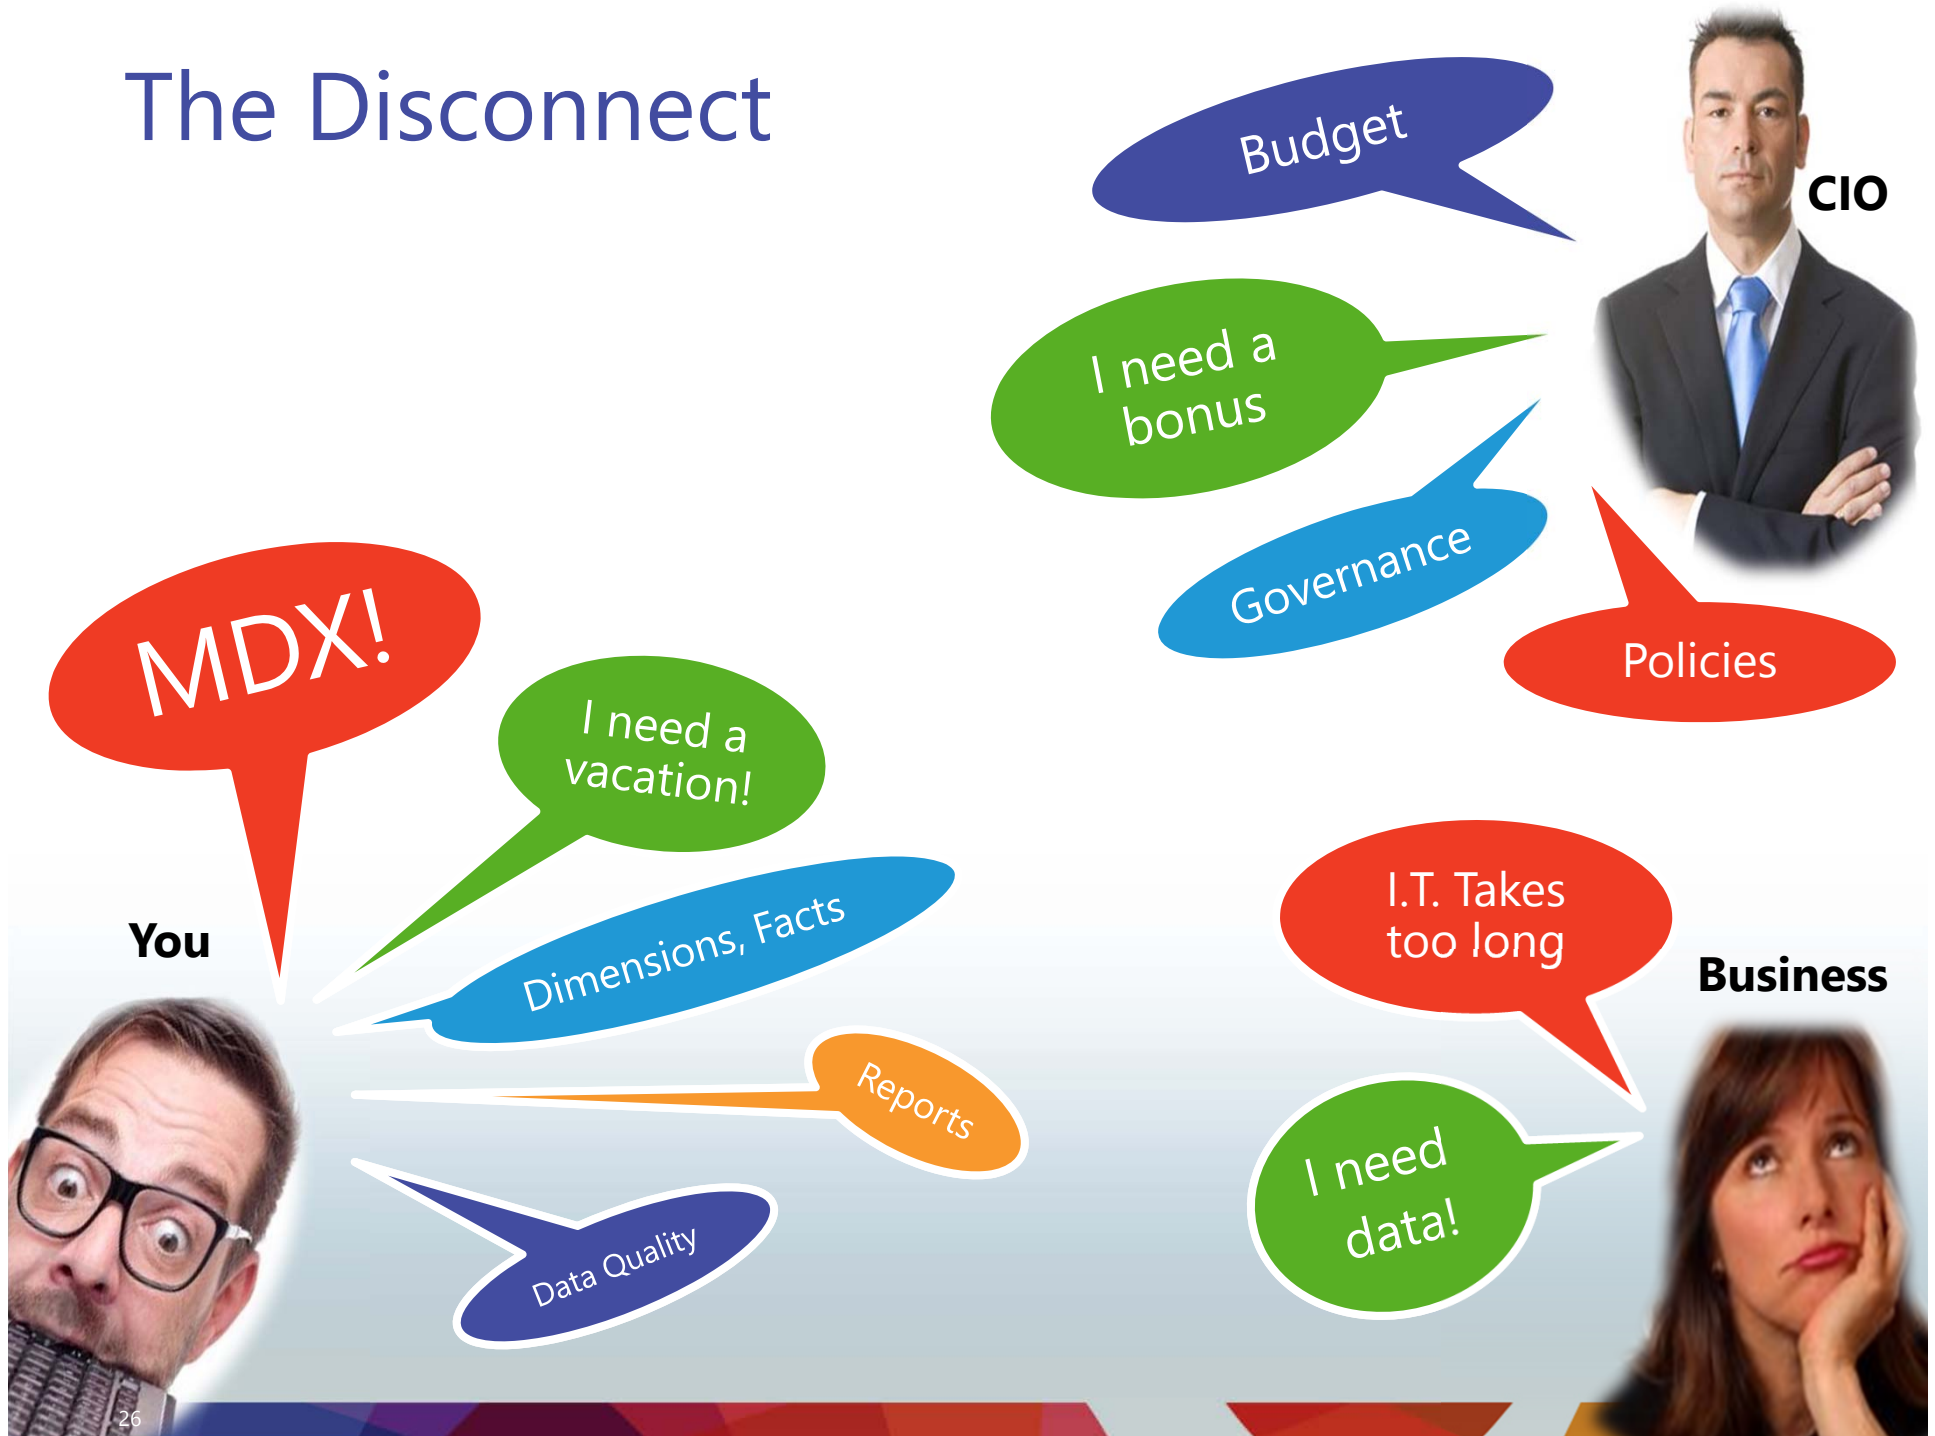 The Disconnect
Budget
CIO
I need a
bonus
Governance
Policies
MDX!
I need a
vacation!
Dimensions, Facts
You
Reports
Data Quality
I.T. Takes
too long
Business
I need
data!
26